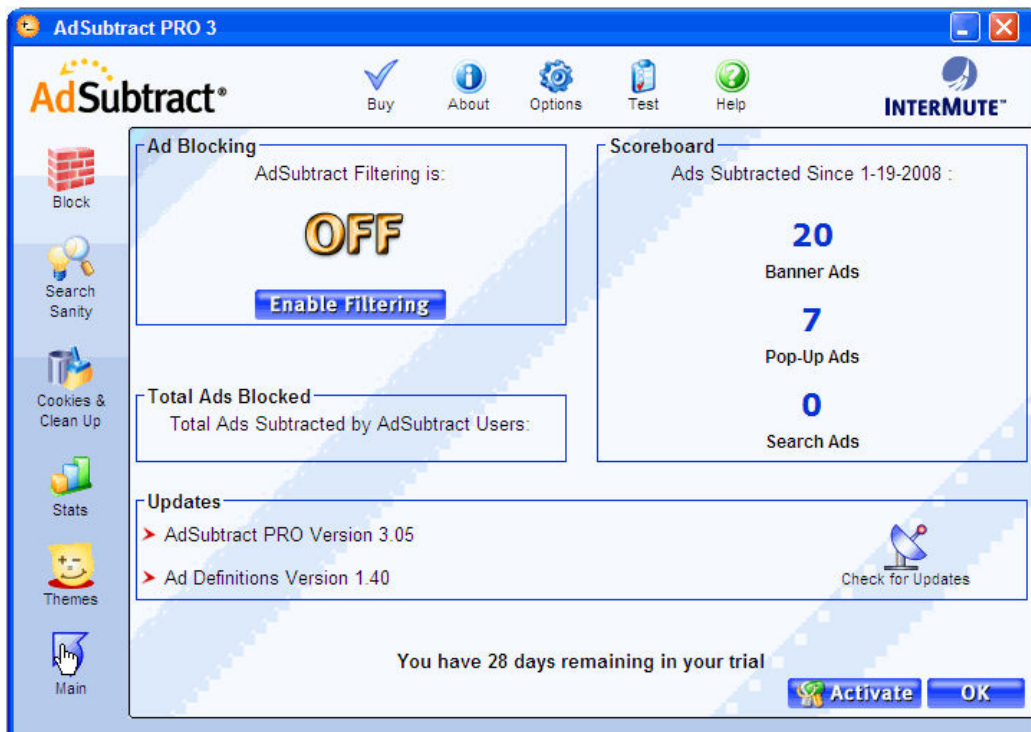 AdSubtract PRO 3
AdSubtract®
Buy
About
Options
Test
Help
INTERMUTE™
Block
Search
Sanity
Cookies &
Clean Up
Stats
Themes
Main
Ad Blocking
AdSubtract Filtering is:
OFF
Enable Filtering
Total Ads Blocked
Total Ads Subtracted by AdSubtract Users:
Scoreboard
Ads Subtracted Since 1-19-2008 :
20
Banner Ads
7
Pop-Up Ads
0
Search Ads
Updates
AdSubtract PRO Version 3.05
Ad Definitions Version 1.40
Check for Updates
You have 28 days remaining in your trial
Activate
OK